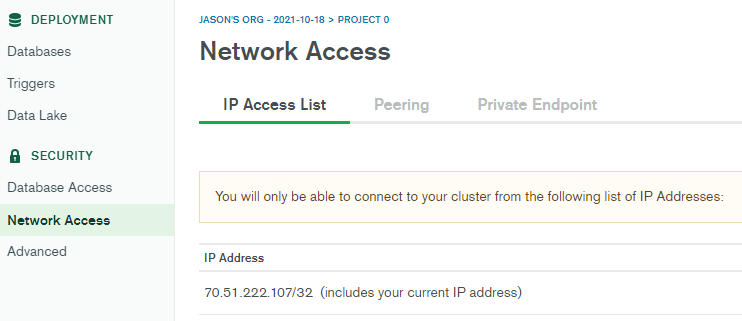 DEPLOYMENT
Databases
Triggers
Data Lake
SECURITY
Database Access
Network Access
Advanced
JASON'S ORG - 2021-10-18 > PROJECT 0
Network Access
IP Access List Peering Private Endpoint
You will only be able to connect to your cluster from the following list of IP Addresses:
IP Address
70.51.222.107/32 (includes your current IP address)